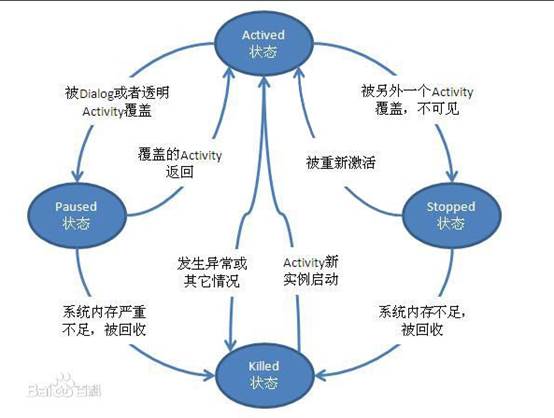 Actived
状态
被Dialog或者透明
Activity覆盖
被另外一个Activity
覆盖，不可见
覆盖的Activity
返回
被重新激活
Paused
状态
Stopped
状态
发生异常或
其它情况
Activity新
实例启动
系统内存严重
不足，被回收
系统内存不足，
被回收
Killed
状态
Bai百科